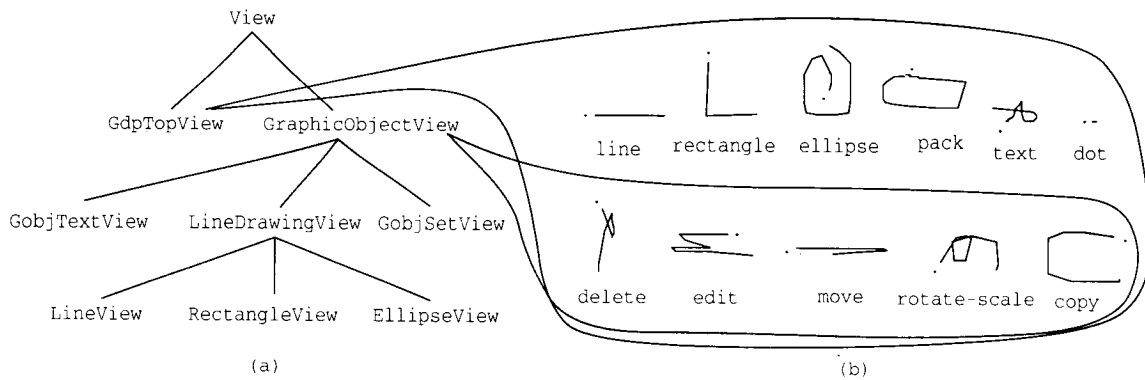 View
GdpTopView GraphicObjectView
line rectangle ellipse pack text dot
GobjTextView LineDrawingView GobjSetView
delete edit move rotate-scale copy
LineView RectangleView EllipseView
(a) (b)